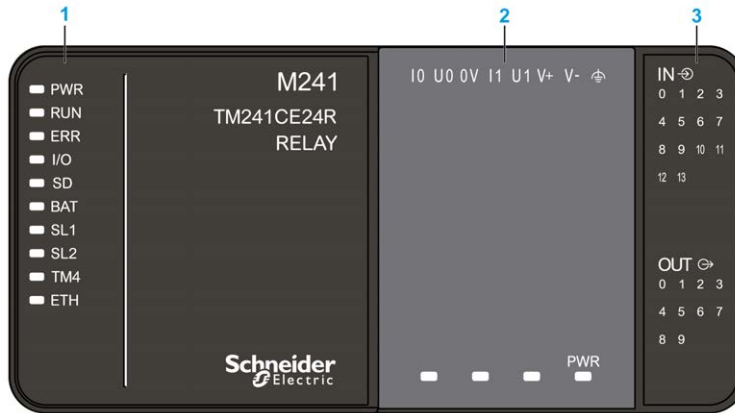 1
2
3
PWR
RUN
ERR
I/O
SD
BAT
SL1
SL2
TM4
ETH
M241
TM241CE24R
RELAY
Schneider
Electric
I0 U0 0V I1 U1 V+ V-
PWR
IN
0 1 2 3
4 5 6 7
8 9 10 11
12 13
OUT
0 1 2 3
4 5 6 7
8 9